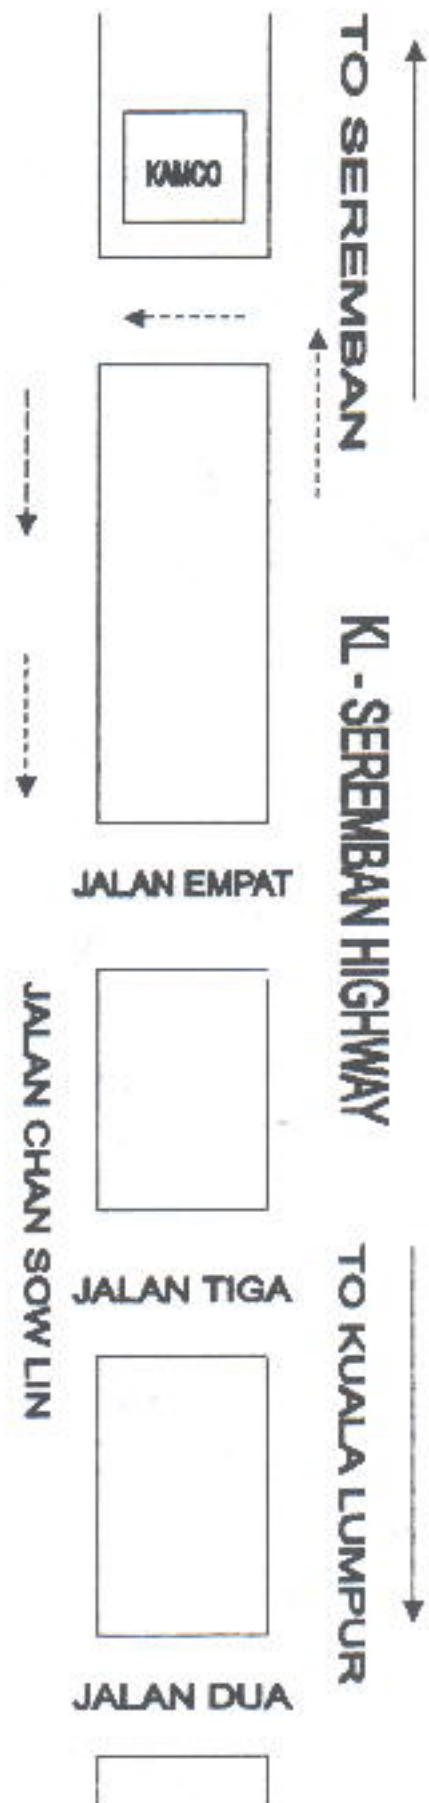 KAMCO
TO SEREMBAN
KL - SEREMBAN HIGHWAY
JALAN EMPAT
JALAN CHAN SOW LIN
JALAN TIGA
TO KUALA LUMPUR
JALAN DUA